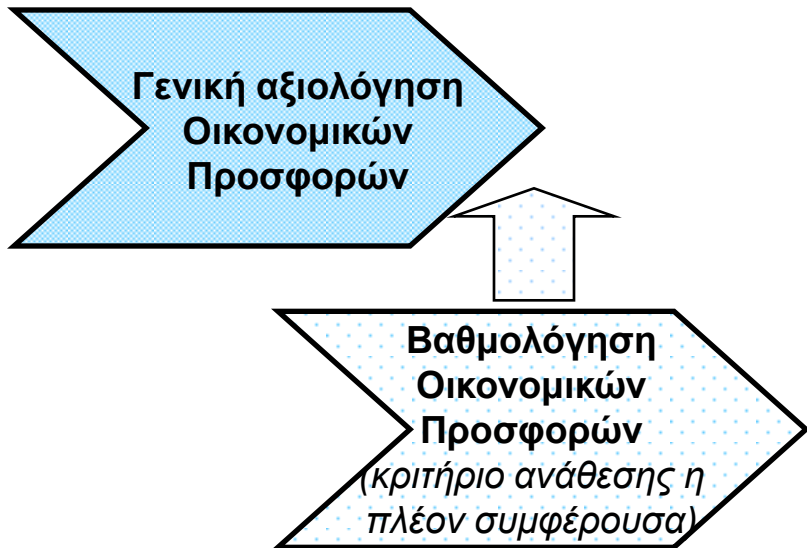 Γενική αξιολόγηση
Οικονομικών
Προσφορών
Βαθμολόγηση
Οικονομικών
Προσφορών
(κριτήριο ανάθεσης η
πλέον συμφέρουσα)